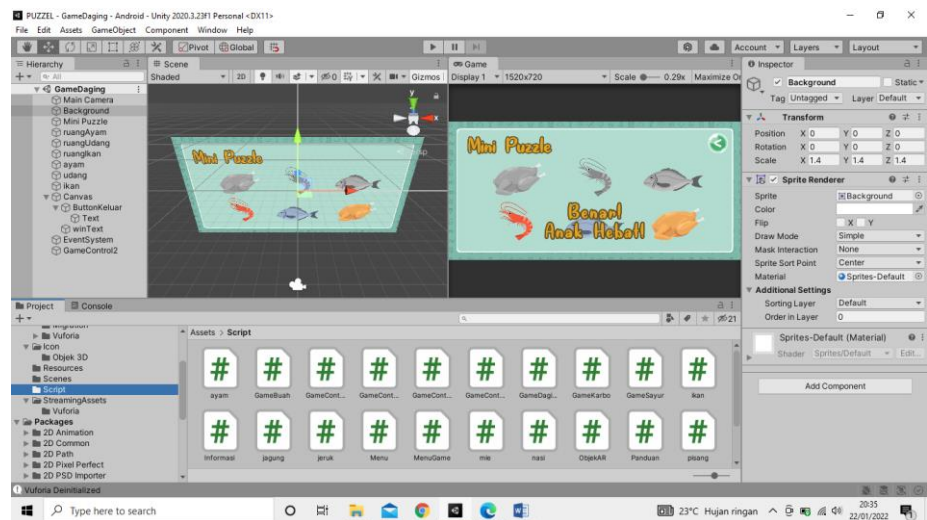 PUZZEL - GameDaging - Android - Unity 2020.3.23f1 Personal <DX11>
File Edit Assets GameObject Component Window Help
Pivot Global Account Layers Layout
Hierarchy
All
GameDaging
Main Camera
Background
Mini Puzzle
ruangAyam
ruangUdang
ruangIkan
ayam
udang
ikan
Canvas
ButtonKeluar
Text
winText
EventSystem
GameControl2
Scene
Shaded 2D 0 Gizmos
y
x
Mini Puzzle
Game
Display 1 1520x720 Scale 0.29x Maximize On
Mini Puzzle
Benar!
Anak Hebat!
Inspector
Background Static
Tag Untagged Layer Default
Transform
Position X 0 Y 0 Z 0
Rotation X 0 Y 0 Z 0
Scale X 1.4 Y 1.4 Z 1.4
Sprite Renderer
Sprite Background
Color
Flip X Y
Draw Mode Simple
Mask Interaction None
Sprite Sort Point Center
Material Sprites-Default
Additional Settings
Sorting Layer Default
Order in Layer 0
Sprites-Default (Material)
Shader Sprites/Default Edit...
Add Component
Project Console
21
Vuforia
Icon
Objek 3D
Resources
Scenes
Script
StreamingAssets
Vuforia
Packages
2D Animation
2D Common
2D Path
2D Pixel Perfect
2D PSD Importer
Assets > Script
ayam GameBuah GameCont... GameCont... GameCont... GameCont... GameDagi... GameKarbo GameSayur ikan
Informasi jagung jeruk Menu MenuGame mie nasi ObjekAR Panduan pisang
Vuforia Deinitialized
Type here to search
23°C Hujan ringan
20:35
22/01/2022